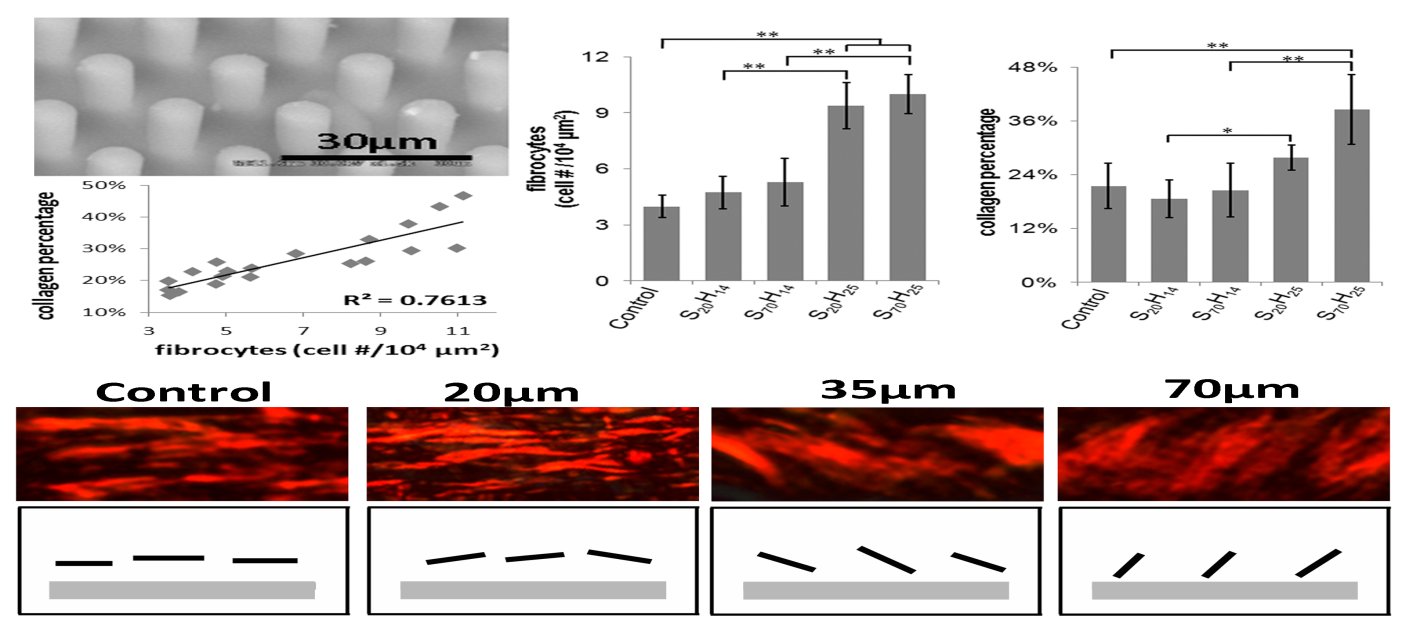 30μm
50%
40%
30%
20%
10%
collagen percentage
R² = 0.7613
3 5 7 9 11
fibrocytes (cell #/10⁴ μm²)
**
**
**
12
9
6
3
0
fibrocytes
(cell #/10⁴ μm²)
Control S₂₀H₁₄ S₇₀H₁₄ S₂₀H₂₅ S₇₀H₂₅
**
**
*
48%
36%
24%
12%
0%
collagen percentage
Control S₂₀H₁₄ S₇₀H₁₄ S₂₀H₂₅ S₇₀H₂₅
Control 20μm 35μm 70μm